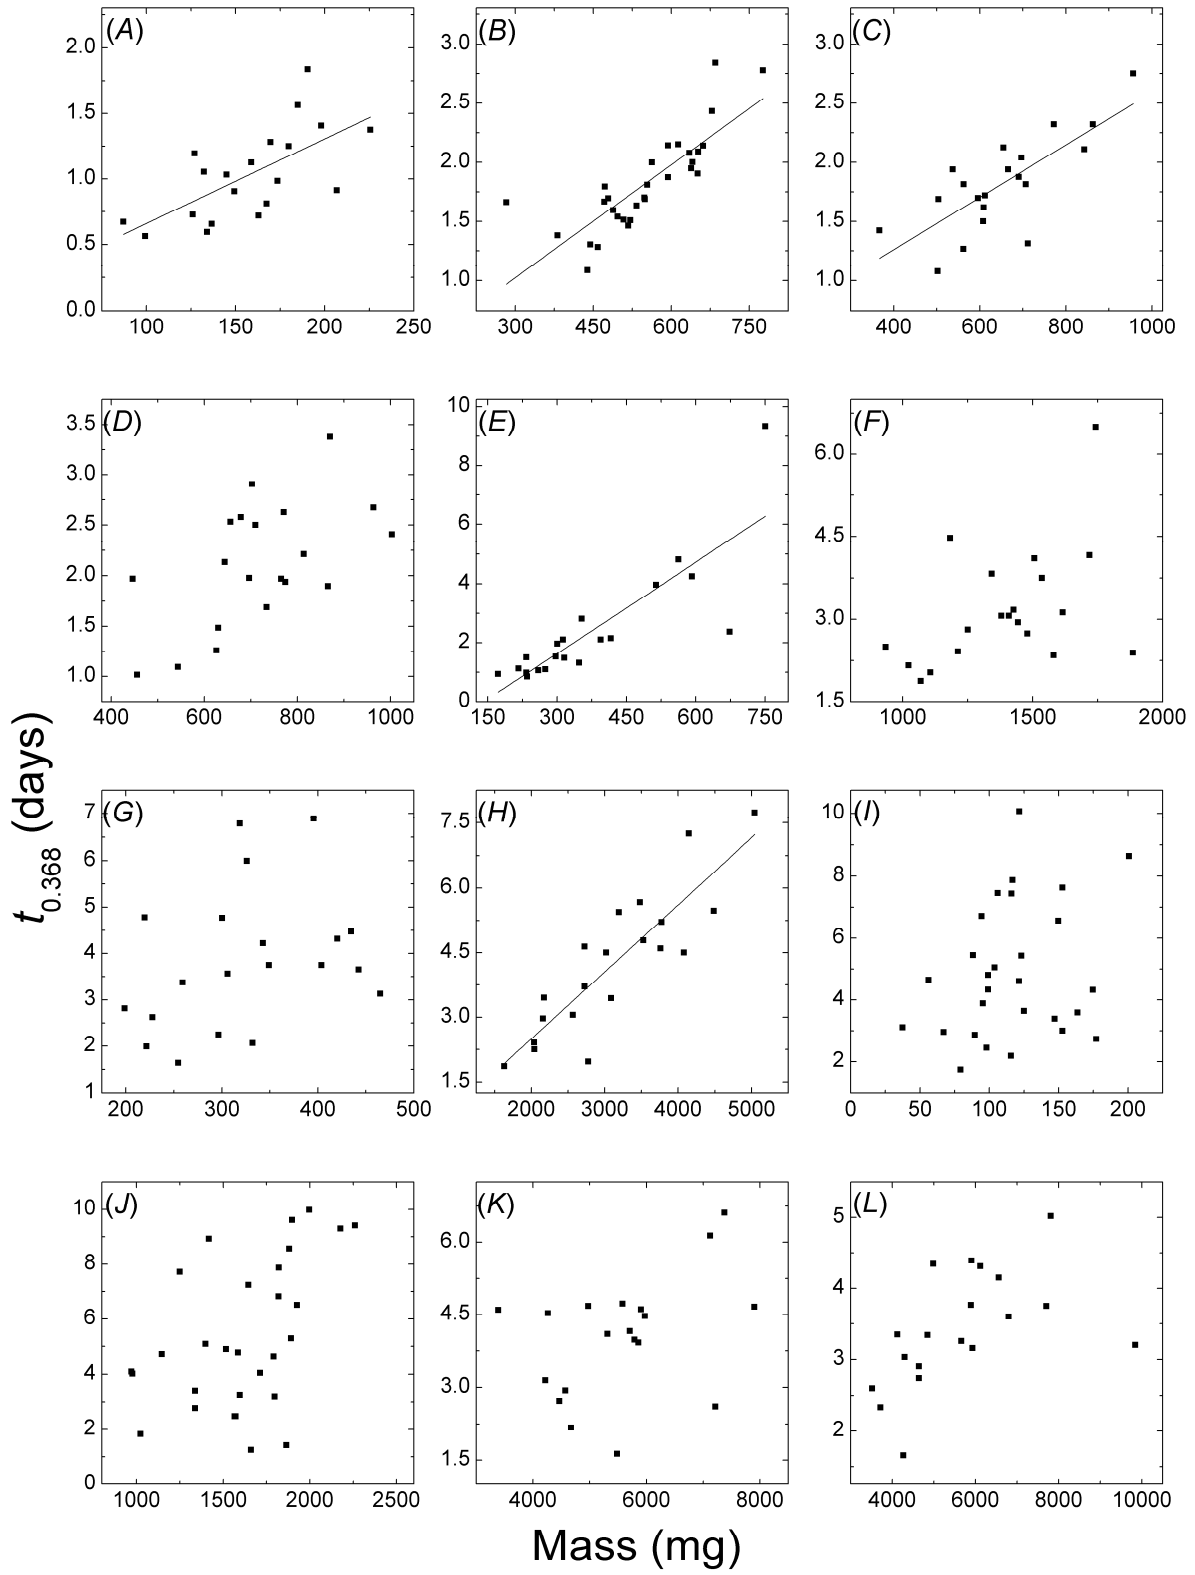 (A)
2.0
1.5
1.0
0.5
0.0
100 150 200 250
(B)
3.0
2.5
2.0
1.5
1.0
300 450 600 750
(C)
3.0
2.5
2.0
1.5
1.0
400 600 800 1000
(D)
3.5
3.0
2.5
2.0
1.5
1.0
400 600 800 1000
(E)
10
8
6
4
2
0
150 300 450 600 750
(F)
6.0
4.5
3.0
1.5
1000 1500 2000
(G)
7
6
5
4
3
2
1
200 300 400 500
(H)
7.5
6.0
4.5
3.0
1.5
2000 3000 4000 5000
(I)
10
8
6
4
2
0 50 100 150 200
(J)
10
8
6
4
2
0
1000 1500 2000 2500
(K)
6.0
4.5
3.0
1.5
4000 6000 8000
(L)
5
4
3
2
4000 6000 8000 10000
t0.368 (days)
Mass (mg)